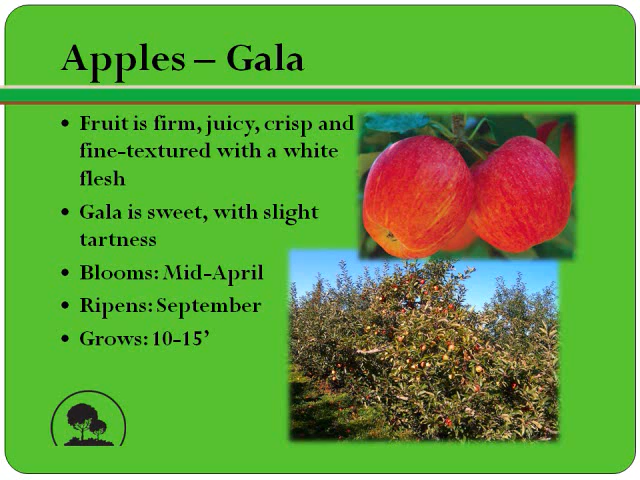 Apples – Gala
• Fruit is firm, juicy, crisp and
fine-textured with a white
flesh
• Gala is sweet, with slight
tartness
• Blooms: Mid-April
• Ripens: September
• Grows: 10-15’